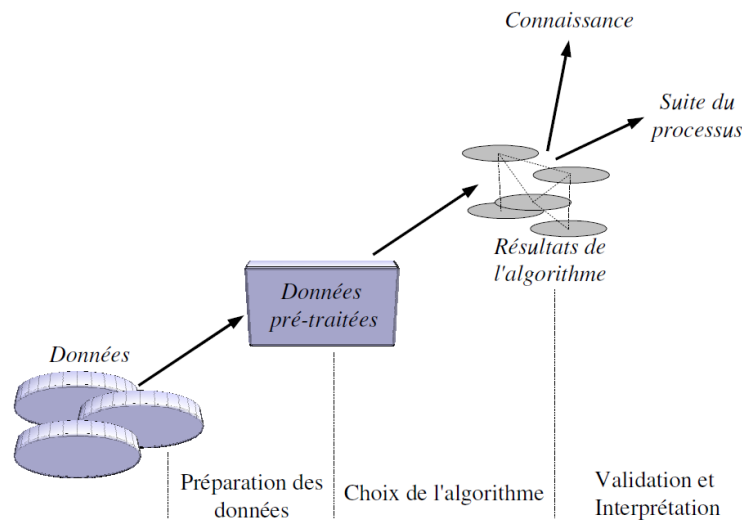 Connaissance
Suite du
processus
Résultats de
l'algorithme
Données
pré-traitées
Données
Préparation des
données
Choix de l'algorithme
Validation et
Interprétation